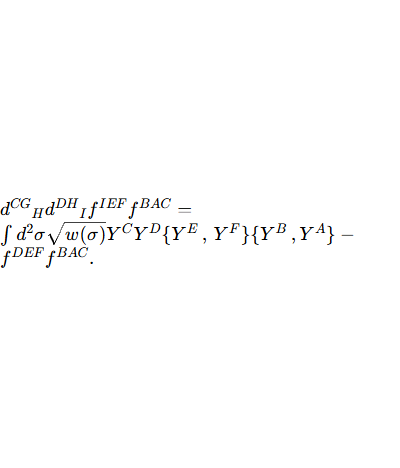 $d^{CG}{}_{H} d^{DH}{}_{I} f^{IEF} f^{BAC} =$
$\int d^2\sigma \sqrt{w(\sigma)} Y^C Y^D \{Y^E\,,\,Y^F\}\{Y^B\,,Y^A\} -$
$f^{DEF} f^{BAC}.$